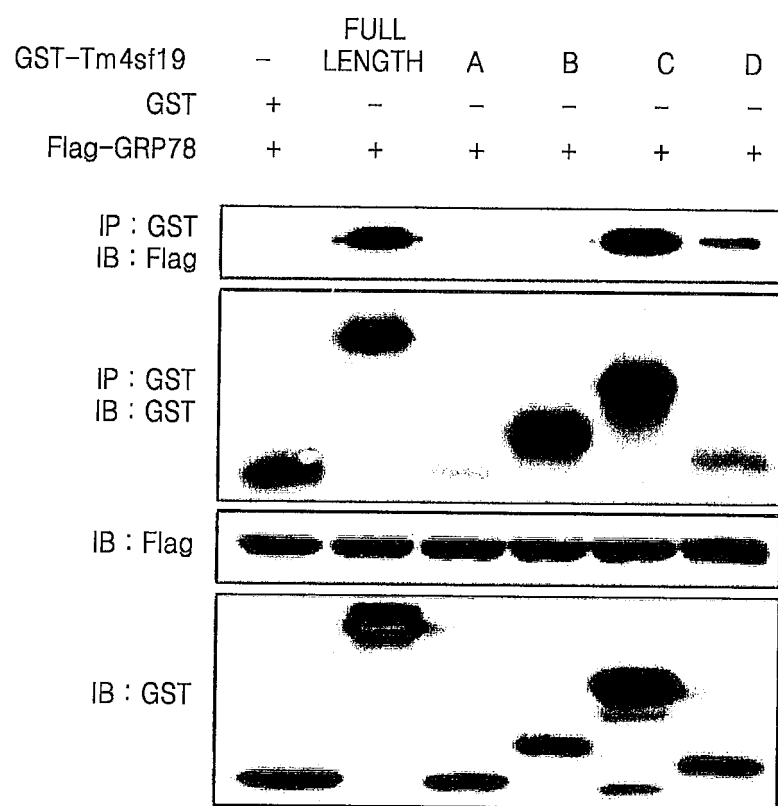 GST-Tm4sf19 - FULL LENGTH A B C D
GST + - - - - -
Flag-GRP78 + + + + + +
IP : GST
IB : Flag
IP : GST
IB : GST
IB : Flag
IB : GST